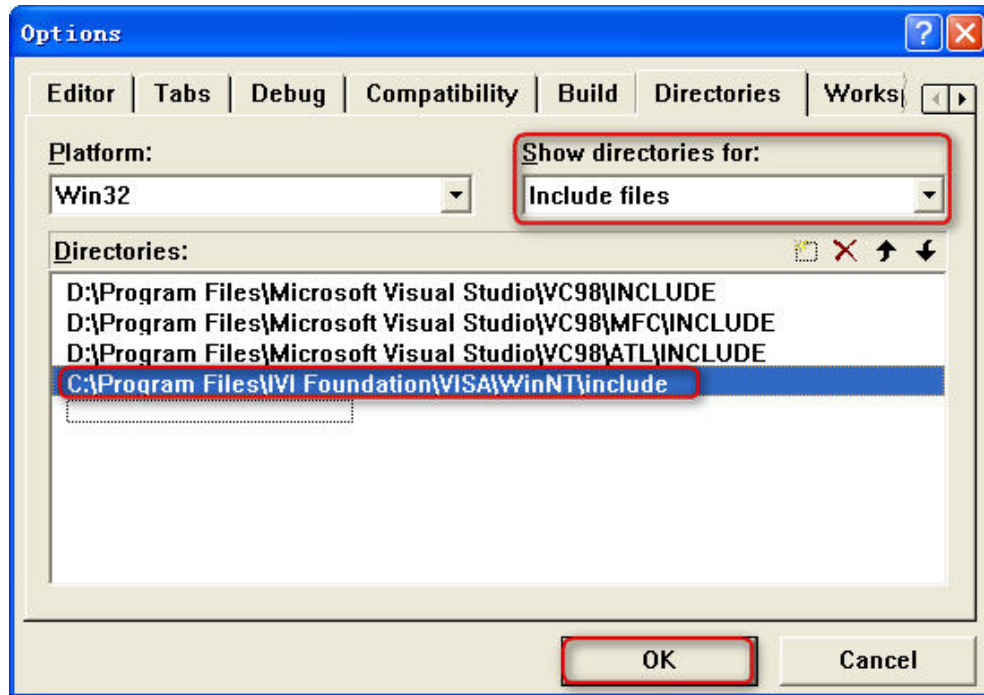 Options
Editor Tabs Debug Compatibility Build Directories Works
Platform: Show directories for:
Win32 Include files
Directories:
D:\Program Files\Microsoft Visual Studio\VC98\INCLUDE
D:\Program Files\Microsoft Visual Studio\VC98\MFC\INCLUDE
D:\Program Files\Microsoft Visual Studio\VC98\ATL\INCLUDE
C:\Program Files\IVI Foundation\VISA\WinNT\include
OK Cancel